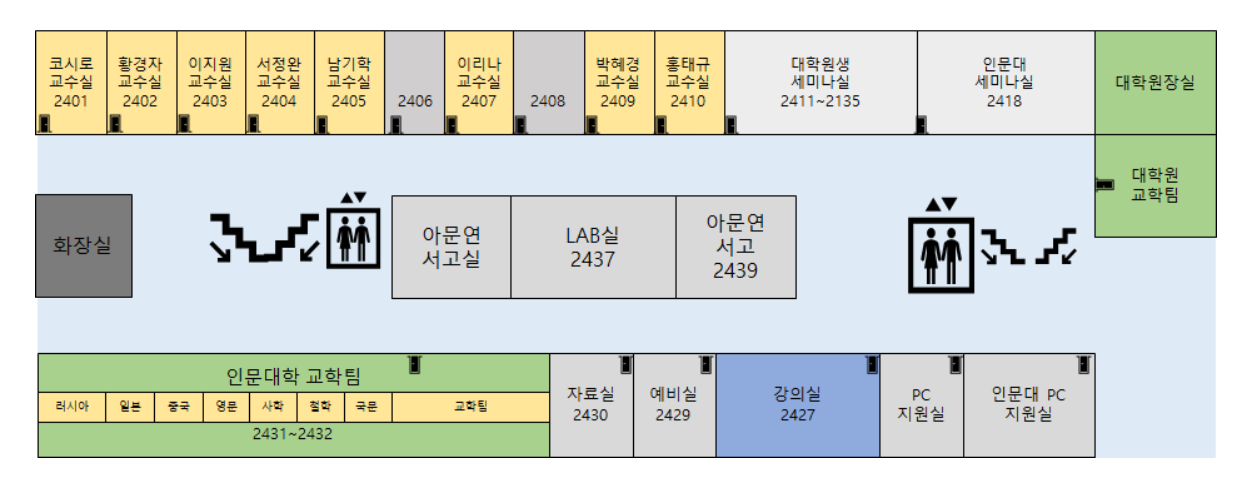 코시로
교수실
2401
황경자
교수실
2402
이지원
교수실
2403
서정완
교수실
2404
남기학
교수실
2405
2406
이리나
교수실
2407
2408
박혜경
교수실
2409
홍태규
교수실
2410
대학원생
세미나실
2411~2135
인문대
세미나실
2418
대학원장실
대학원
교학팀
화장실
아문연
서고실
LAB실
2437
아문연
서고
2439
인문대학 교학팀
러시아 일본 중국 영문 사학 철학 국문 교학팀
2431~2432
자료실
2430
예비실
2429
강의실
2427
PC
지원실
인문대 PC
지원실